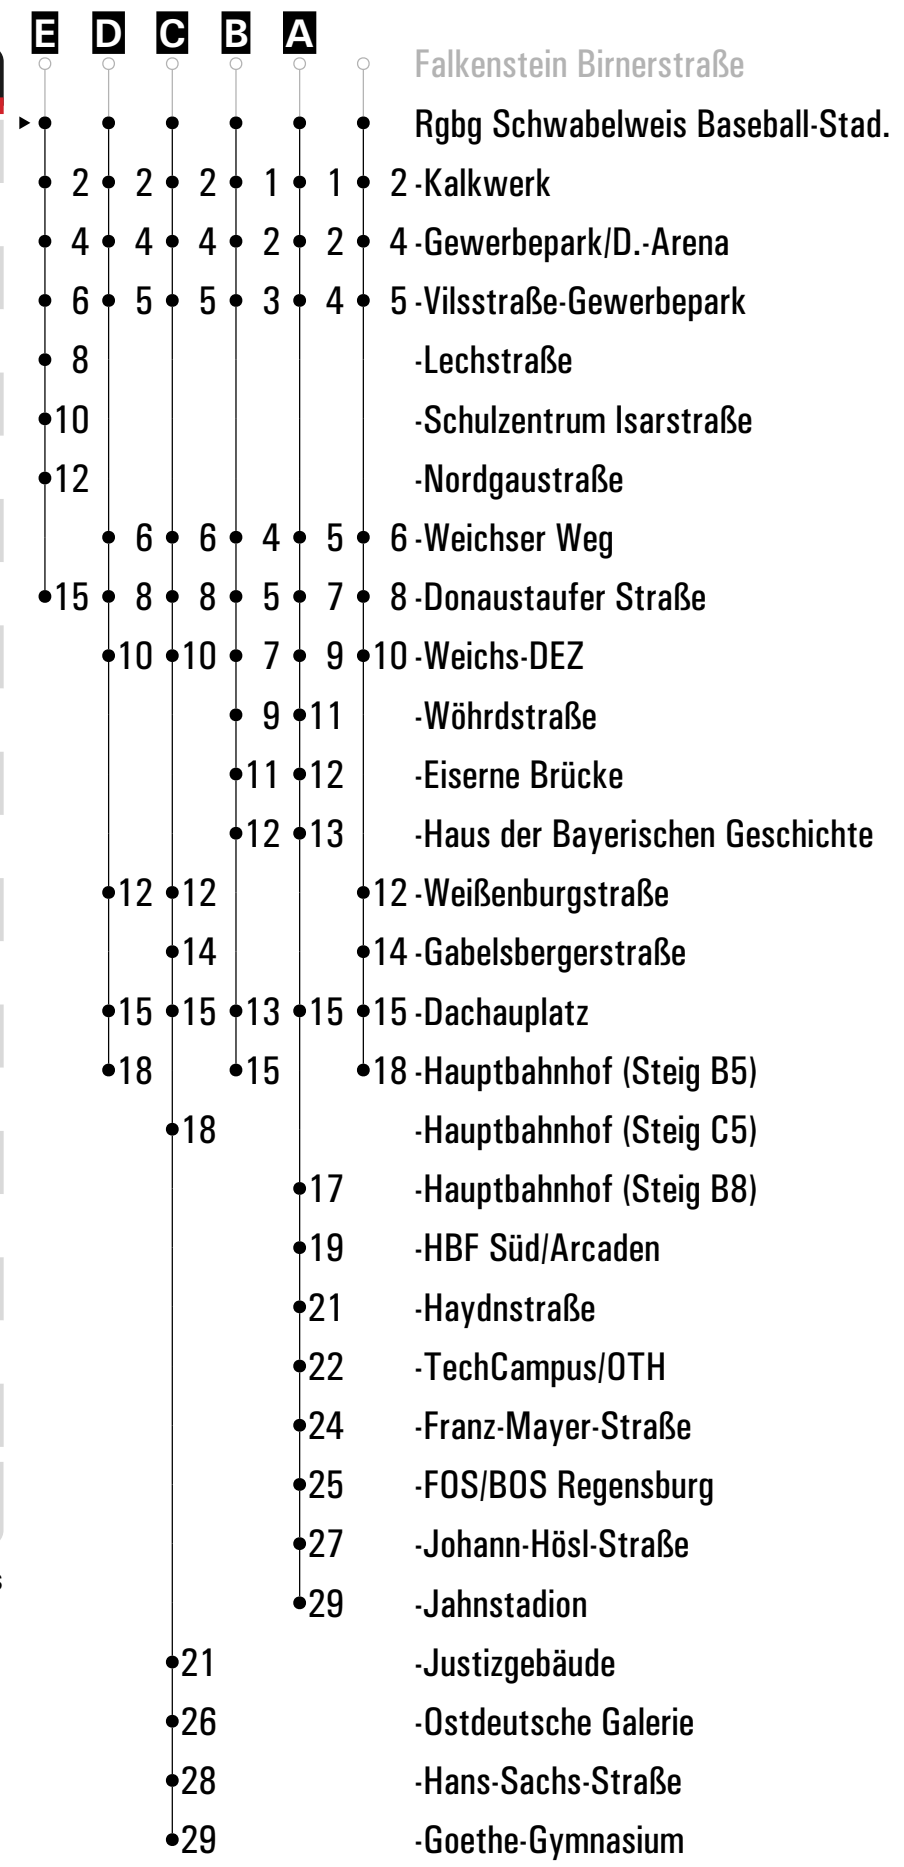 E D C B A
Falkenstein Birnerstraße
Rgbg Schwabelweis Baseball-Stad.
2 2 2 1 1 2 -Kalkwerk
4 4 4 2 2 4 -Gewerbepark/D.-Arena
6 5 5 3 4 5 -Vilsstraße-Gewerbepark
8 -Lechstraße
10 -Schulzentrum Isarstraße
12 -Nordgaustraße
6 6 4 5 6 -Weichser Weg
15 8 8 5 7 8 -Donaustaufer Straße
10 10 7 9 10 -Weichs-DEZ
9 11 -Wöhrdstraße
11 12 -Eiserne Brücke
12 13 -Haus der Bayerischen Geschichte
12 12 12 -Weißenburgstraße
14 14 -Gabelsbergerstraße
15 15 13 15 15 -Dachauplatz
18 15 18 -Hauptbahnhof (Steig B5)
18 -Hauptbahnhof (Steig C5)
17 -Hauptbahnhof (Steig B8)
19 -HBF Süd/Arcaden
21 -Haydnstraße
22 -TechCampus/OTH
24 -Franz-Mayer-Straße
25 -FOS/BOS Regensburg
27 -Johann-Hösl-Straße
29 -Jahnstadion
21 -Justizgebäude
26 -Ostdeutsche Galerie
28 -Hans-Sachs-Straße
29 -Goethe-Gymnasium